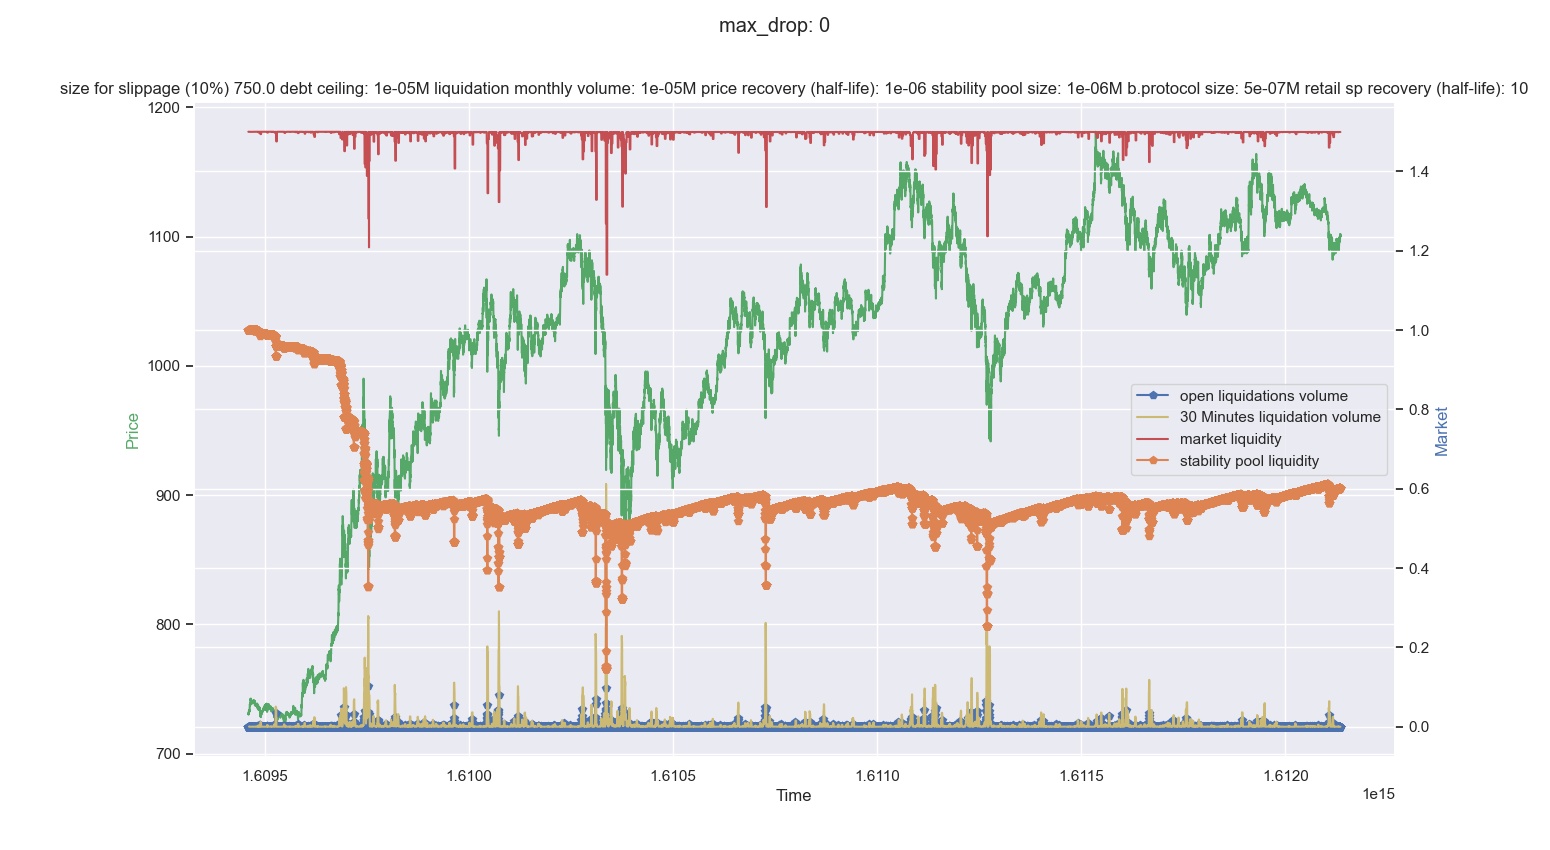 max_drop: 0
size for slippage (10%) 750.0 debt ceiling: 1e-05M liquidation monthly volume: 1e-05M price recovery (half-life): 1e-06 stability pool size: 1e-06M b.protocol size: 5e-07M retail sp recovery (half-life): 10
1200
1100
1000
900
800
700
Price
1.4
1.2
1.0
0.8
0.6
0.4
0.2
0.0
Market
open liquidations volume
30 Minutes liquidation volume
market liquidity
stability pool liquidity
1.6095 1.6100 1.6105 1.6110 1.6115 1.6120
Time
1e15